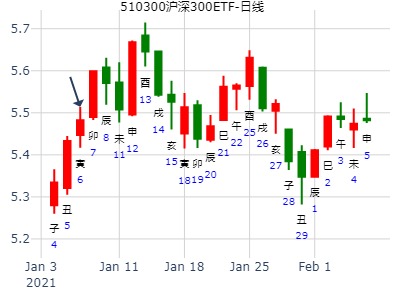 510300沪深300ETF-日线
5.7
5.6
5.5
5.4
5.3
5.2
子
4
丑
5
寅
6
卯
7
辰
8
未
11
申
12
酉
13
戌
14
亥
15
寅
18
卯
19
辰
20
巳
21
午
22
酉
25
戌
26
亥
27
子
28
丑
29
辰
1
巳
2
午
3
未
4
申
5
Jan 3
2021
Jan 11
Jan 18
Jan 25
Feb 1